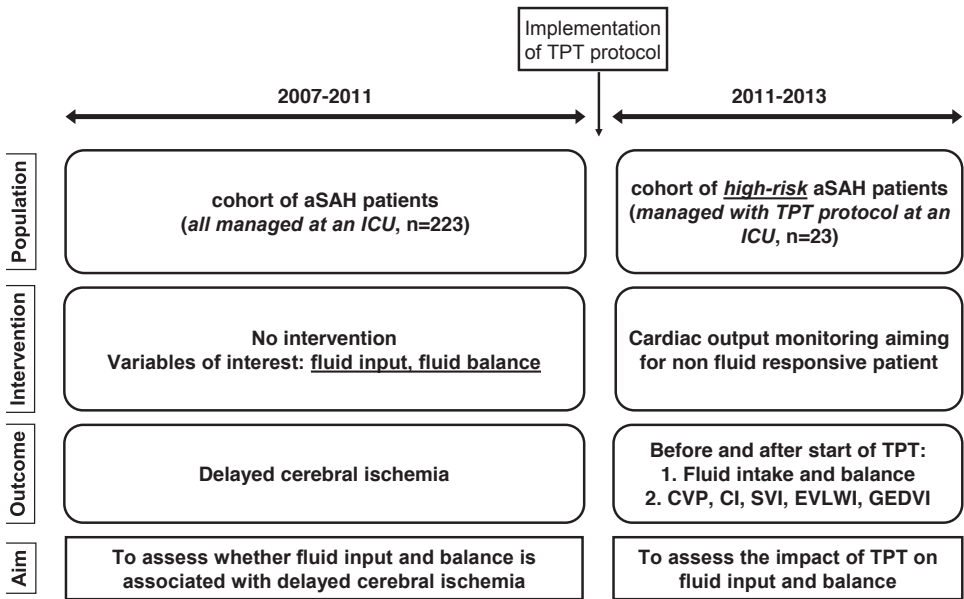 Implementation
of TPT protocol
2007-2011
2011-2013
Population
cohort of aSAH patients
(all managed at an ICU, n=223)
cohort of high-risk aSAH patients
(managed with TPT protocol at an
ICU, n=23)
Intervention
No intervention
Variables of interest: fluid input, fluid balance
Cardiac output monitoring aiming
for non fluid responsive patient
Outcome
Delayed cerebral ischemia
Before and after start of TPT:
1. Fluid intake and balance
2. CVP, CI, SVI, EVLWI, GEDVI
Aim
To assess whether fluid input and balance is
associated with delayed cerebral ischemia
To assess the impact of TPT on
fluid input and balance